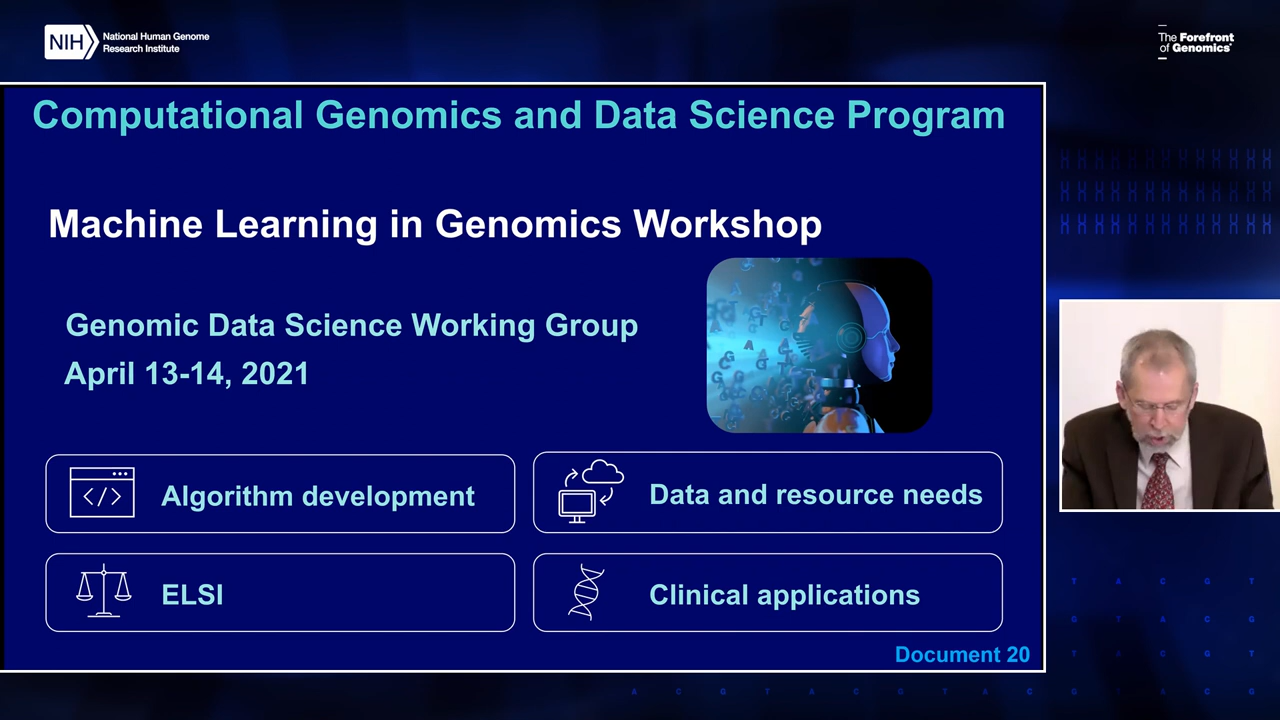 NIH National Human Genome
Research Institute
The Forefront
of Genomics®
Computational Genomics and Data Science Program
Machine Learning in Genomics Workshop
Genomic Data Science Working Group
April 13-14, 2021
</> Algorithm development
Data and resource needs
ELSI
Clinical applications
Document 20